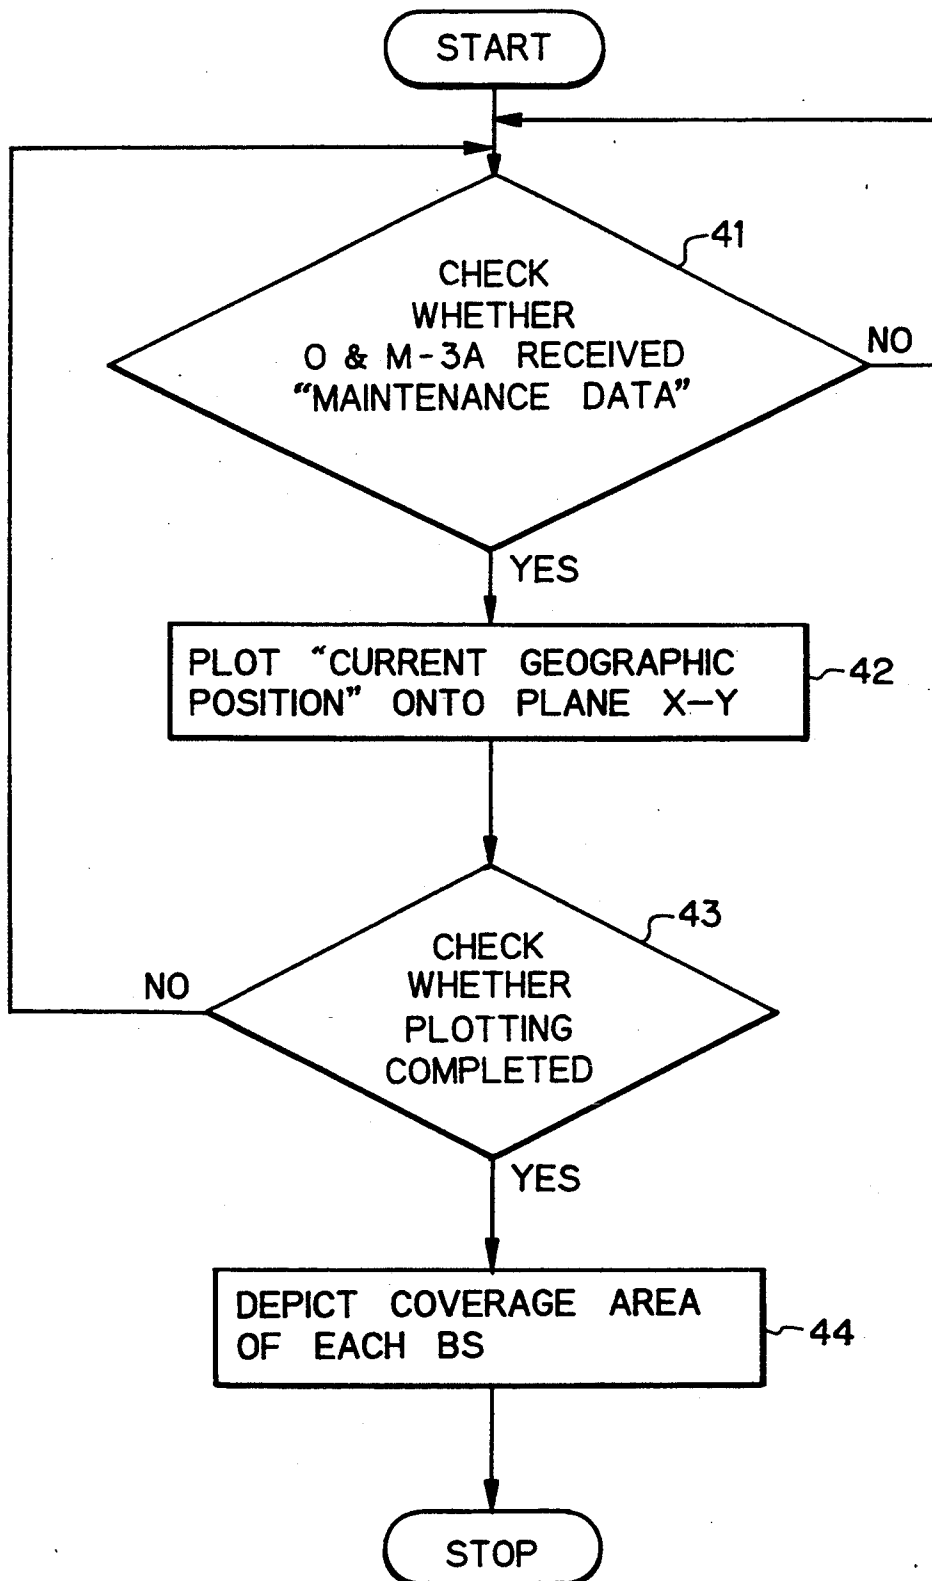 START
41
CHECK
WHETHER
O & M-3A RECEIVED
“MAINTENANCE DATA”
NO
YES
PLOT “CURRENT GEOGRAPHIC
POSITION” ONTO PLANE X-Y
42
43
CHECK
WHETHER
PLOTTING
COMPLETED
NO
YES
DEPICT COVERAGE AREA
OF EACH BS
44
STOP